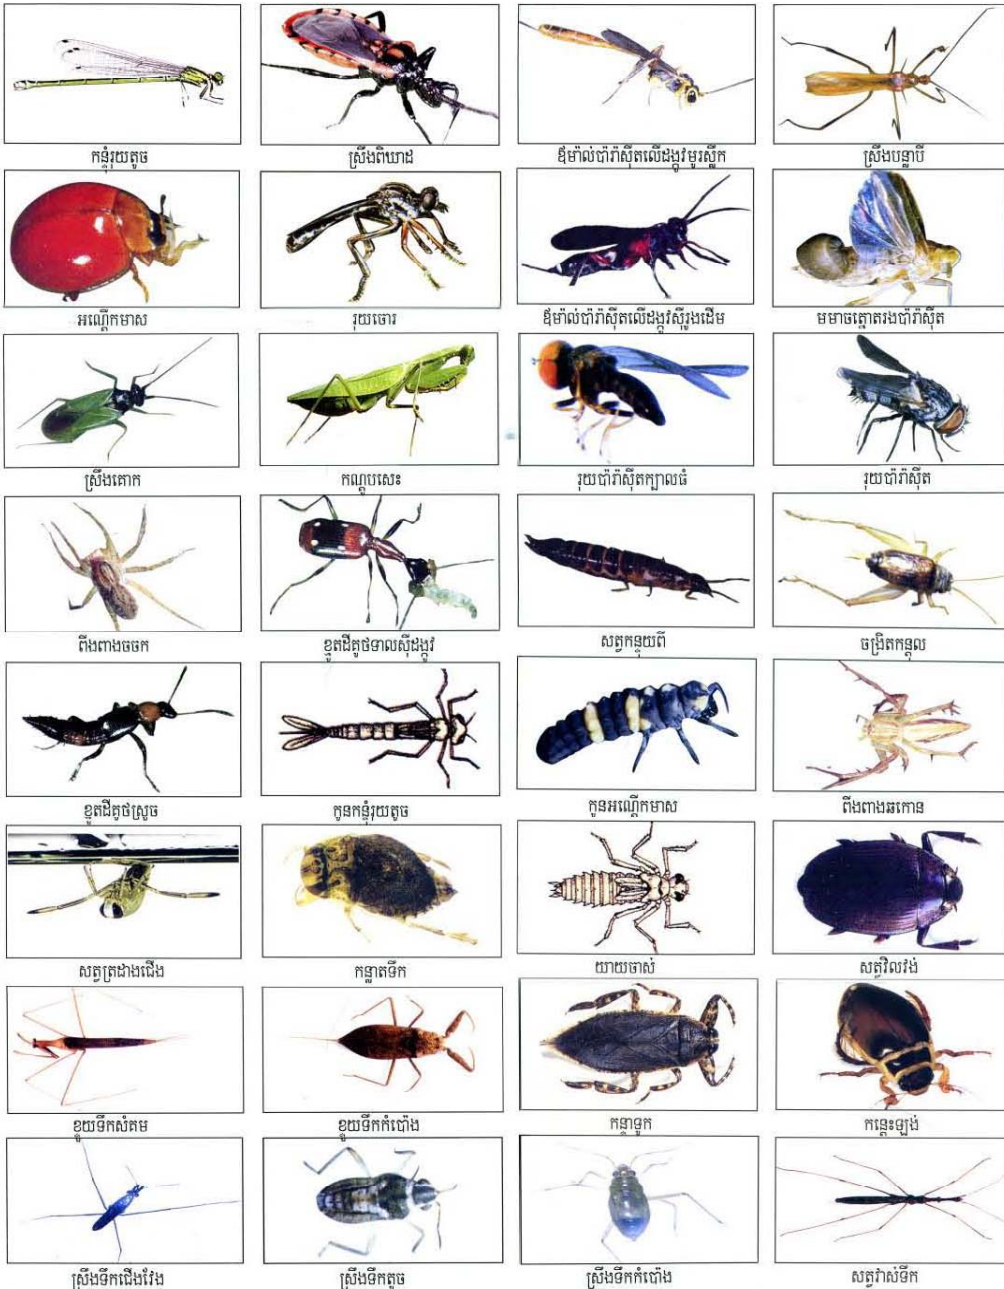 កន្ទុំរុយតូច
ស្រឹងពិឃាដ
ឪម៉ាល់ប៉ារ៉ាស៊ីតលើដង្កូវមូរស្លឹក
ស្រឹងបន្លាបី
អណ្ដើកមាស
រុយចោរ
ឪម៉ាល់ប៉ារ៉ាស៊ីតលើដង្កូវស៊ីរូងដើម
មមាចត្នោតរងប៉ារ៉ាស៊ីត
ស្រឹងគោក
កណ្ដូបសេះ
រុយប៉ារ៉ាស៊ីតក្បាលធំ
រុយប៉ារ៉ាស៊ីត
ពីងពាងចចក
ខ្មូតដីគូថទាលស៊ីដង្កូវ
សត្វកន្ទុយពីរ
ចង្រិតកន្តុល
ខ្មូតដីគូថស្រួច
កូនកន្ទុំរុយតូច
កូនអណ្ដើកមាស
ពីងពាងឆកោន
សត្វត្រដាងជើង
កន្លាតទឹក
យាយចាស់
សត្វវិលវង់
ខ្មួយទឹកសំគម
ខ្មួយទឹកកំប៉ោង
កន្ទាទូក
កន្តេះឡង់
ស្រឹងទឹកជើងវែង
ស្រឹងទឹកតូច
ស្រឹងទឹកកំប៉ោង
សត្វវាស់ទឹក